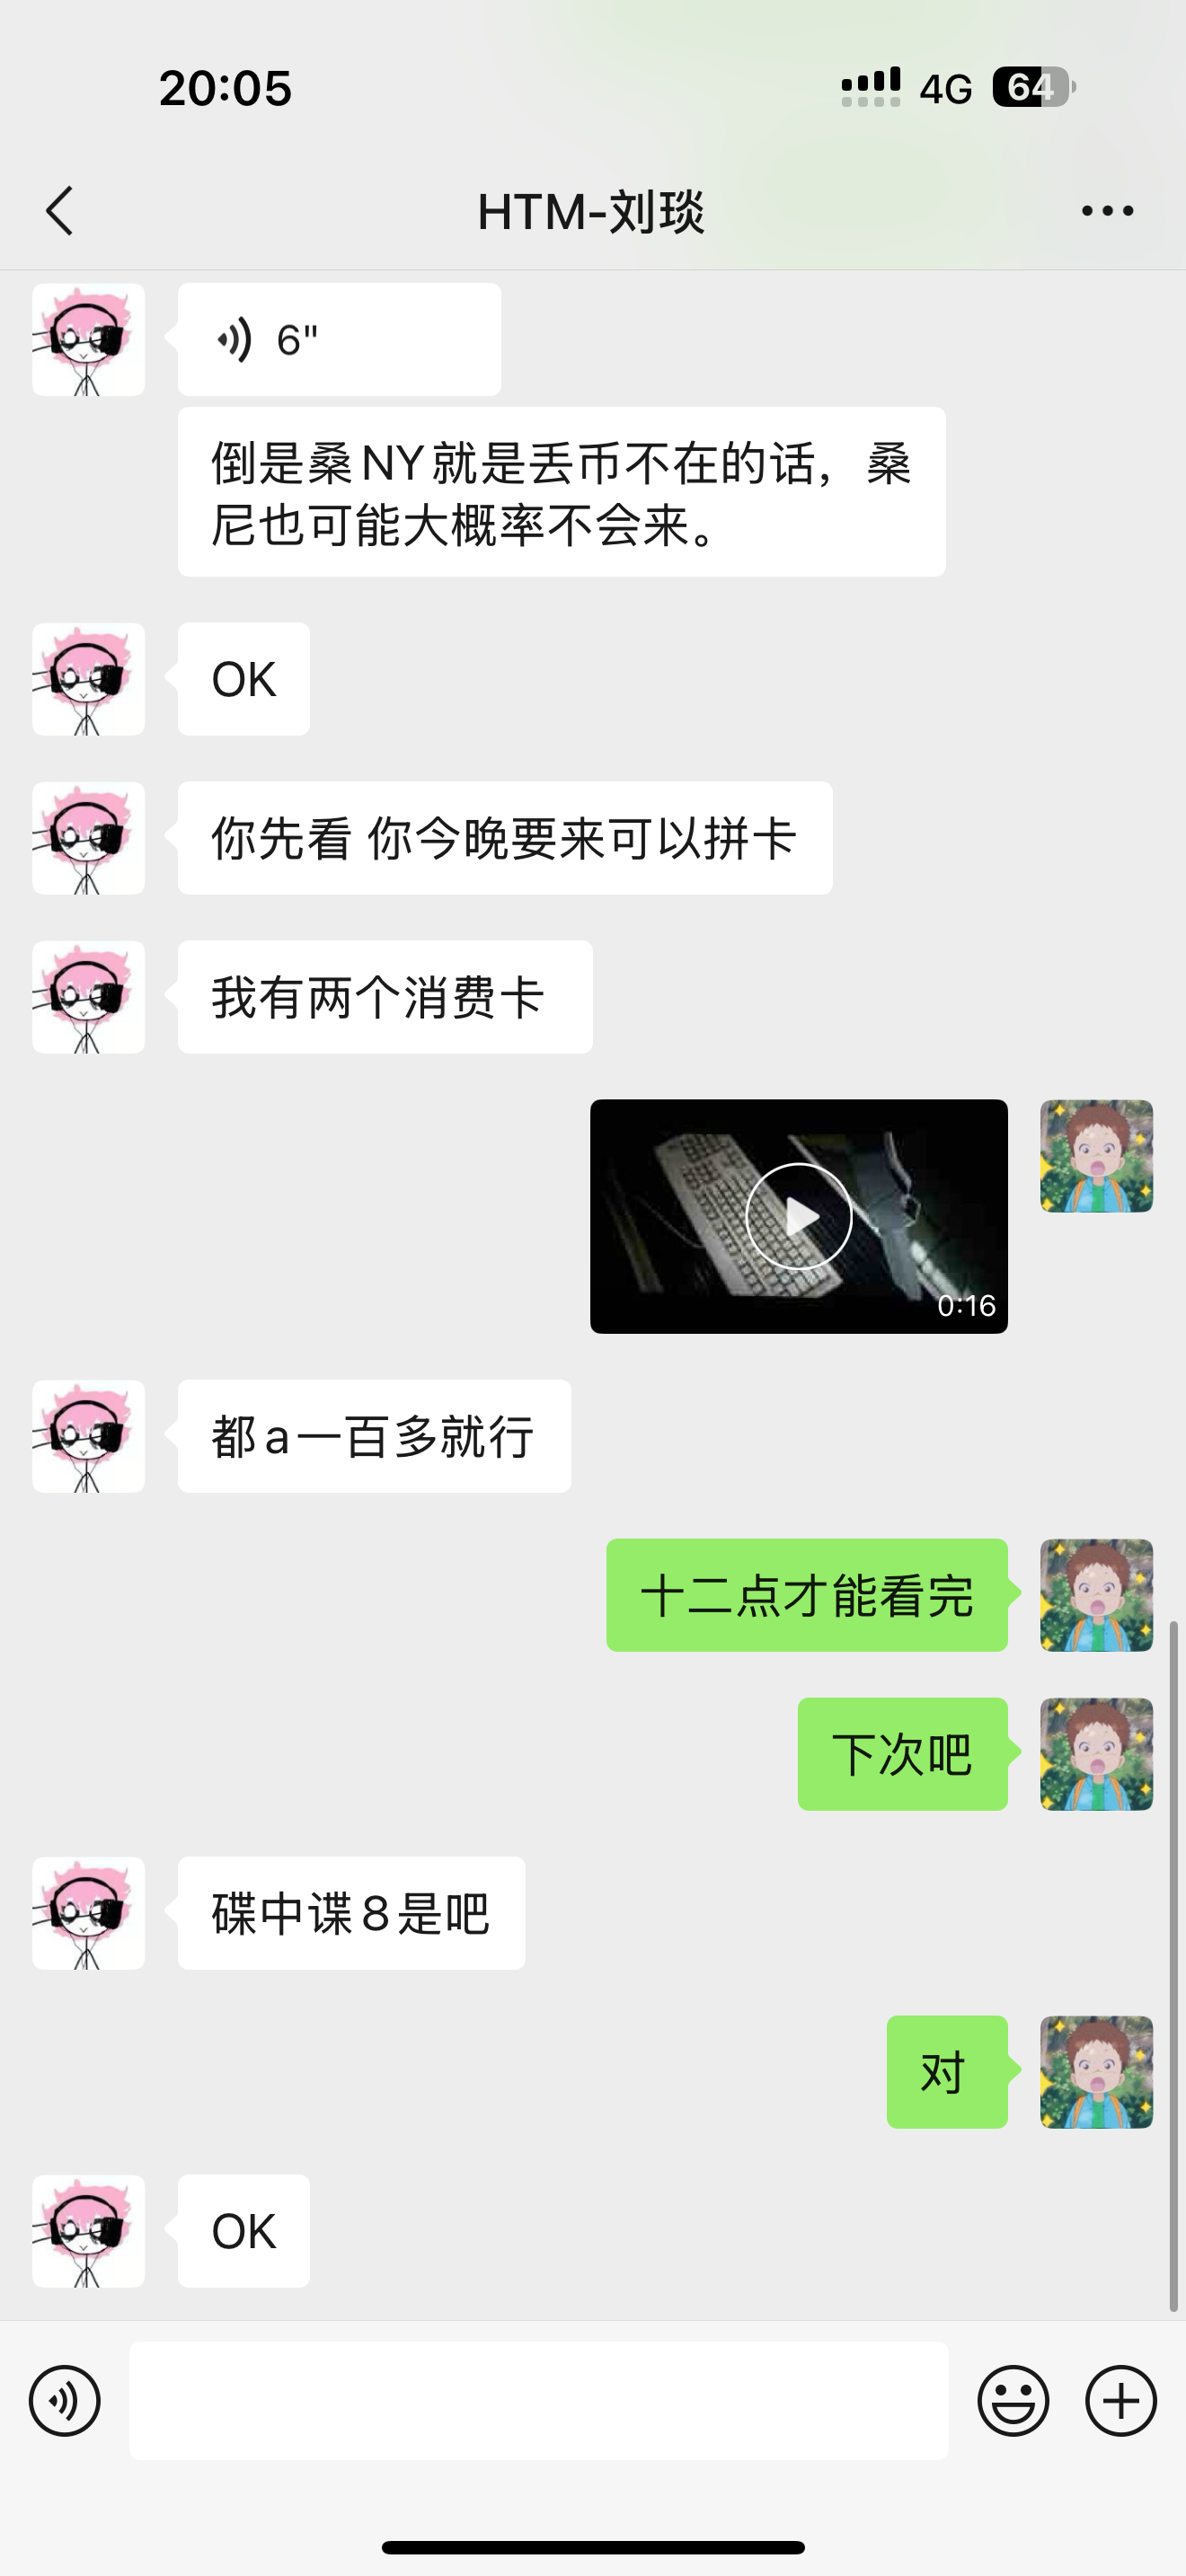 20:05
4G
64
HTM-刘琰
6"
倒是桑NY就是丢币不在的话，桑
尼也可能大概率不会来。
OK
你先看 你今晚要来可以拼卡
我有两个消费卡
0:16
都a一百多就行
十二点才能看完
下次吧
碟中谍8是吧
对
OK